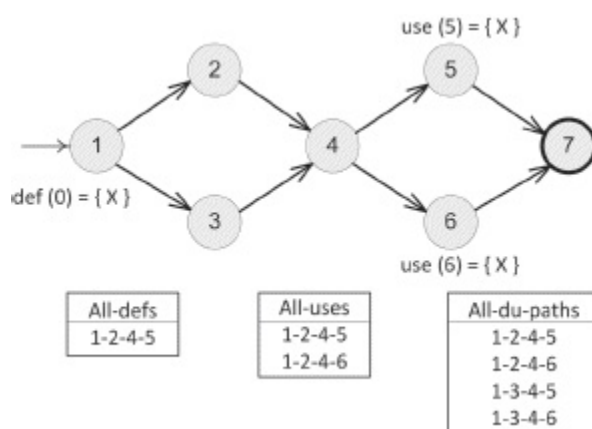 use (5) = { X }
2
5
1
4
7
def (0) = { X }
3
6
use (6) = { X }
All-defs
1-2-4-5
All-uses
1-2-4-5
1-2-4-6
All-du-paths
1-2-4-5
1-2-4-6
1-3-4-5
1-3-4-6